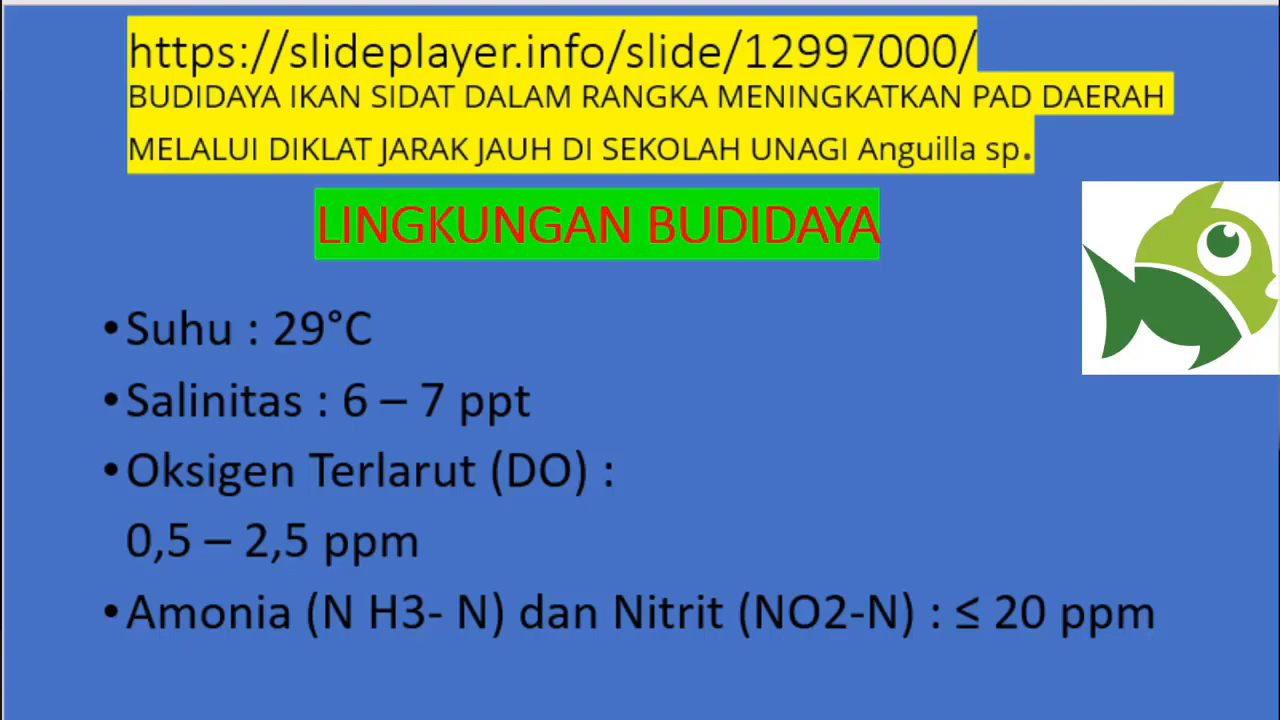 https://slideplayer.info/slide/12997000/
BUDIDAYA IKAN SIDAT DALAM RANGKA MENINGKATKAN PAD DAERAH
MELALUI DIKLAT JARAK JAUH DI SEKOLAH UNAGI Anguilla sp.
LINGKUNGAN BUDIDAYA
•Suhu : 29°C
•Salinitas : 6 – 7 ppt
•Oksigen Terlarut (DO) :
0,5 – 2,5 ppm
•Amonia (N H3- N) dan Nitrit (NO2-N) : ≤ 20 ppm